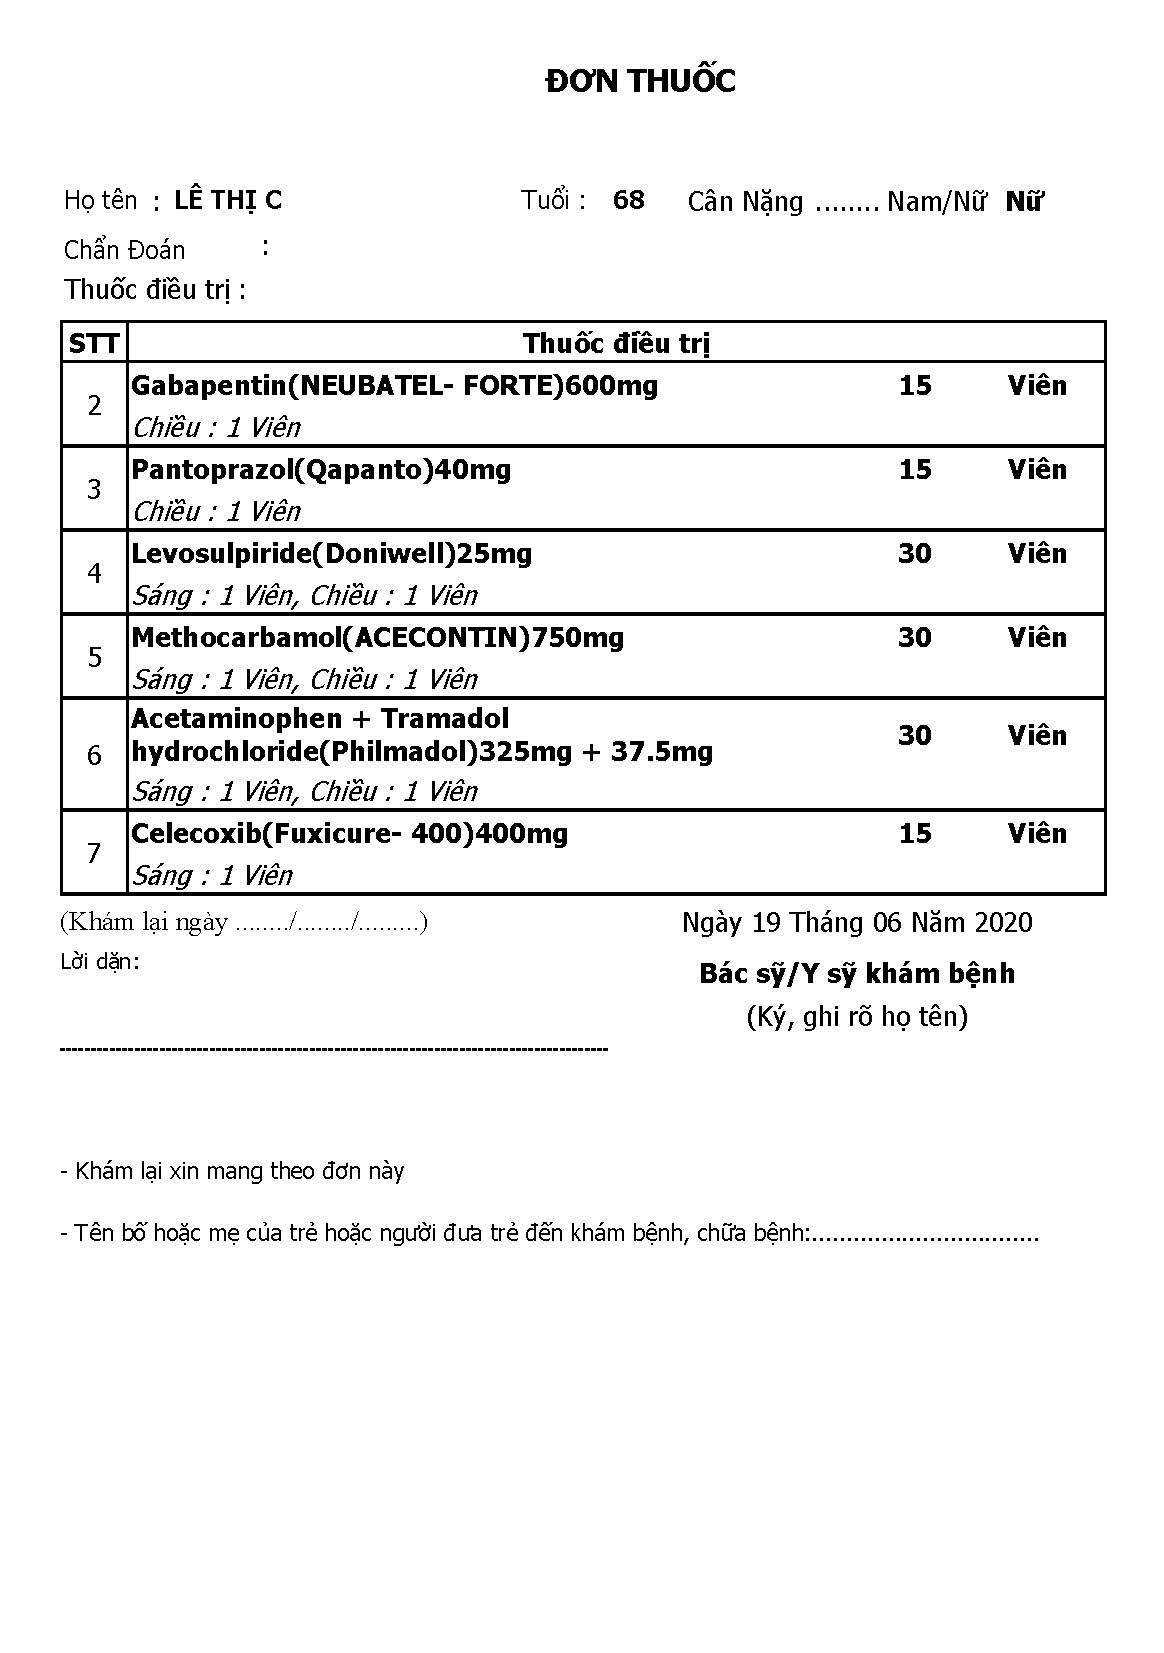 ĐƠN THUỐC
Họ tên : LÊ THỊ C Tuổi : 68 Cân Nặng ........ Nam/Nữ Nữ
Chẩn Đoán :
Thuốc điều trị :
STT Thuốc điều trị
2 Gabapentin(NEUBATEL- FORTE)600mg 15 Viên
Chiều : 1 Viên
3 Pantoprazol(Qapanto)40mg 15 Viên
Chiều : 1 Viên
4 Levosulpiride(Doniwell)25mg 30 Viên
Sáng : 1 Viên, Chiều : 1 Viên
5 Methocarbamol(ACECONTIN)750mg 30 Viên
Sáng : 1 Viên, Chiều : 1 Viên
6 Acetaminophen + Tramadol
hydrochloride(Philmadol)325mg + 37.5mg 30 Viên
Sáng : 1 Viên, Chiều : 1 Viên
7 Celecoxib(Fuxicure- 400)400mg 15 Viên
Sáng : 1 Viên
(Khám lại ngày ......../......../.........) Ngày 19 Tháng 06 Năm 2020
Lời dặn:
Bác sỹ/Y sỹ khám bệnh
(Ký, ghi rõ họ tên)
- Khám lại xin mang theo đơn này
- Tên bố hoặc mẹ của trẻ hoặc người đưa trẻ đến khám bệnh, chữa bệnh:.................................